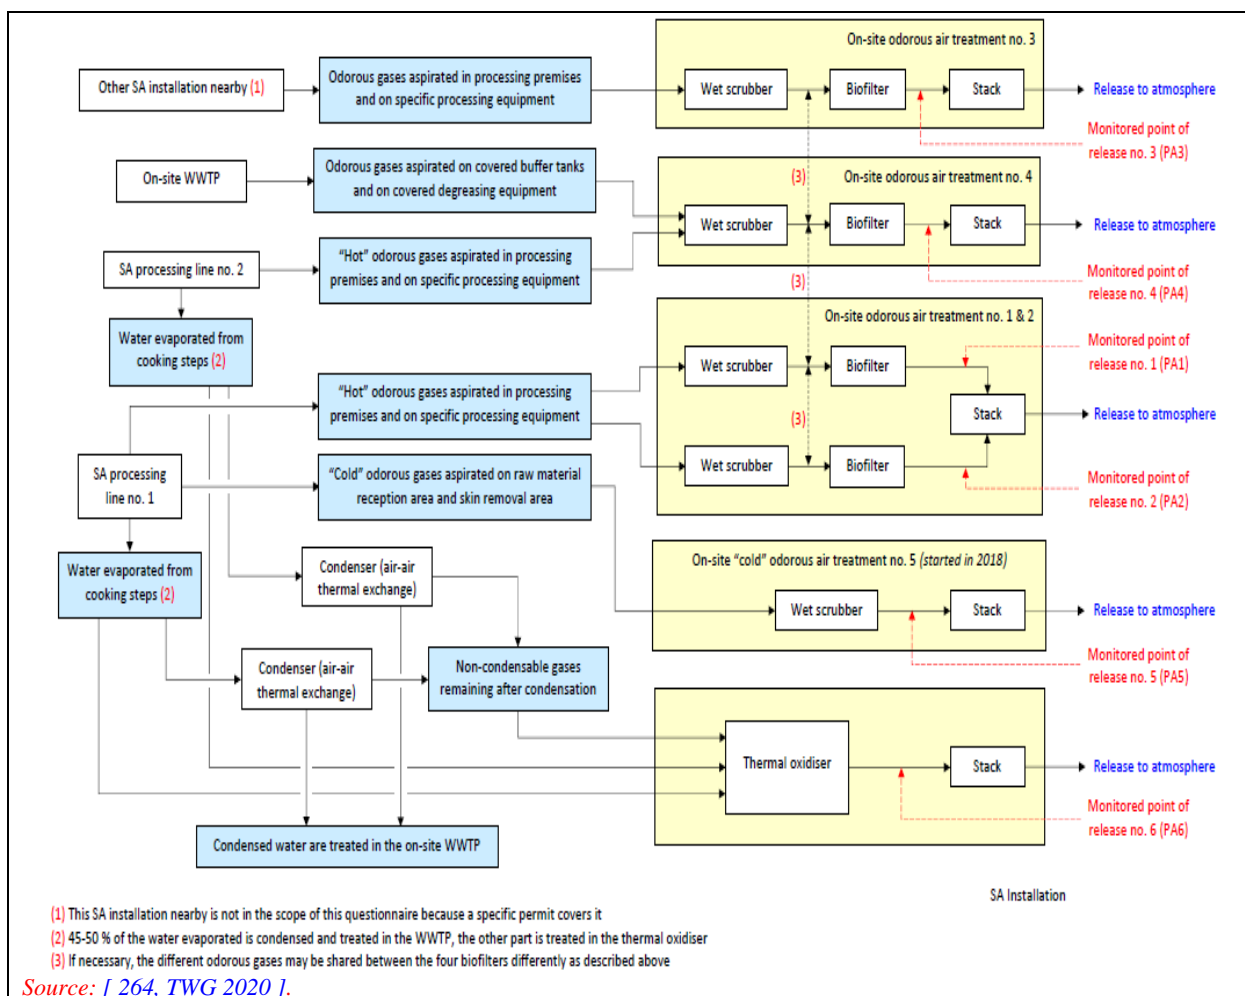 On-site odorous air treatment no. 3
Other SA installation nearby (1)
Odorous gases aspirated in processing premises
and on specific processing equipment
Wet scrubber
Biofilter
Stack
Release to atmosphere
Monitored point of
release no. 3 (PA3)
On-site WWTP
Odorous gases aspirated on covered buffer tanks
and on covered degreasing equipment
(3)
On-site odorous air treatment no. 4
Wet scrubber
Biofilter
Stack
Release to atmosphere
SA processing line no. 2
"Hot" odorous gases aspirated in processing
premises and on specific processing equipment
(3)
Monitored point of
release no. 4 (PA4)
On-site odorous air treatment no. 1 & 2
Water evaporated from
cooking steps (2)
Monitored point of
release no. 1 (PA1)
Wet scrubber
Biofilter
"Hot" odorous gases aspirated in processing
premises and on specific processing equipment
(3)
Stack
Release to atmosphere
SA processing
line no. 1
"Cold" odorous gases aspirated on raw material
reception area and skin removal area
Wet scrubber
Biofilter
Monitored point of
release no. 2 (PA2)
Water evaporated from
cooking steps (2)
Condenser (air-air
thermal exchange)
On-site "cold" odorous air treatment no. 5 (started in 2018)
Wet scrubber
Stack
Release to atmosphere
Condenser (air-air
thermal exchange)
Non-condensable gases
remaining after condensation
Monitored point of
release no. 5 (PA5)
Thermal oxidiser
Stack
Release to atmosphere
Monitored point of
release no. 6 (PA6)
Condensed water are treated in the on-site WWTP
SA Installation
(1) This SA installation nearby is not in the scope of this questionnaire because a specific permit covers it
(2) 45-50 % of the water evaporated is condensed and treated in the WWTP, the other part is treated in the thermal oxidiser
(3) If necessary, the different odorous gases may be shared between the four biofilters differently as described above
Source: [ 264, TWG 2020 ].